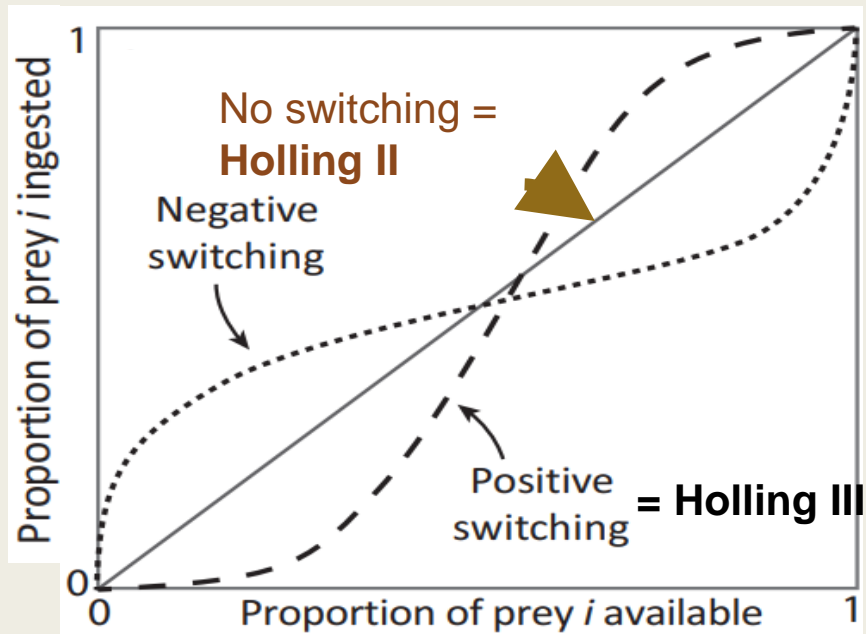 1
Proportion of prey i ingested
No switching =
Holling II
Negative
switching
Positive
switching
= Holling III
0
0
Proportion of prey i available
1